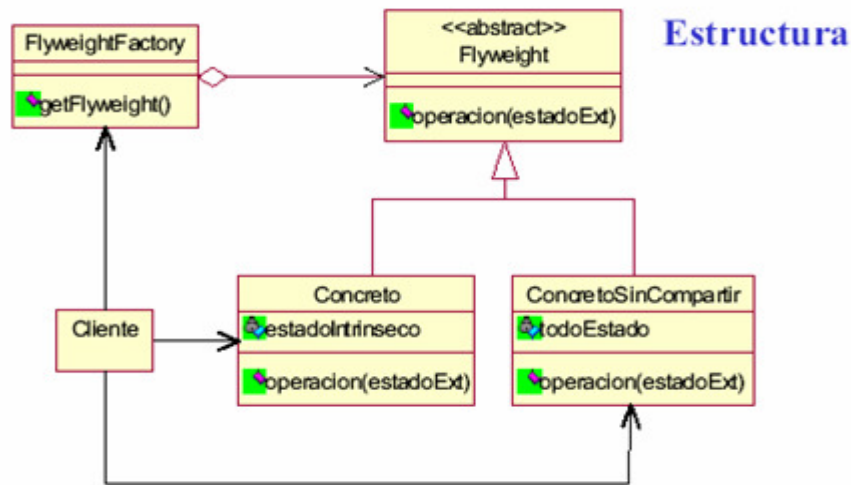 Estructura
FlyweightFactory
getFlyweight()
<<abstract>>
Flyweight
operacion(estadoExt)
Cliente
Concreto
estadoIntrinseco
operacion(estadoExt)
ConcretoSinCompartir
todoEstado
operacion(estadoExt)